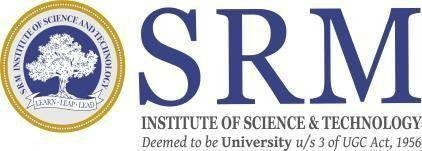 SRM INSTITUTE OF SCIENCE AND TECHNOLOGY
LEARN - LEAP - LEAD
SRM
INSTITUTE OF SCIENCE & TECHNOLOGY
Deemed to be University u/s 3 of UGC Act, 1956